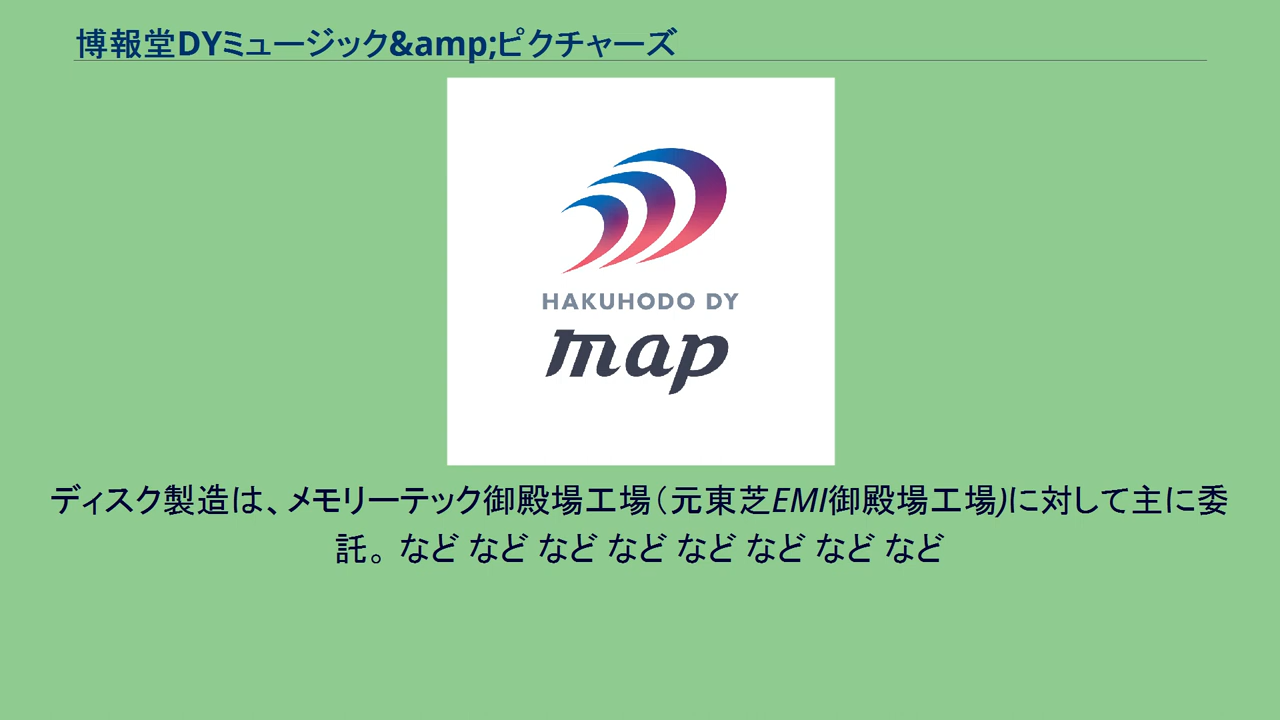 博報堂DYミュージック&amp;ピクチャーズ
HAKUHODO DY
map
ディスク製造は、メモリーテック御殿場工場（元東芝EMI御殿場工場)に対して主に委
託。 など など など など など など など など